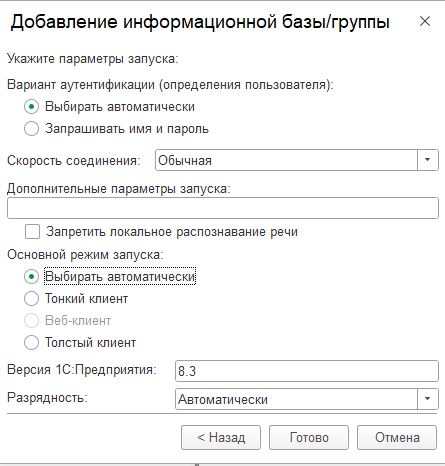 Добавление информационной базы/группы
Укажите параметры запуска:
Вариант аутентификации (определения пользователя):
Выбирать автоматически
Запрашивать имя и пароль
Скорость соединения: Обычная
Дополнительные параметры запуска:
Запретить локальное распознавание речи
Основной режим запуска:
Выбирать автоматически
Тонкий клиент
Веб-клиент
Толстый клиент
Версия 1С:Предприятия: 8.3
Разрядность: Автоматически
< Назад Готово Отмена